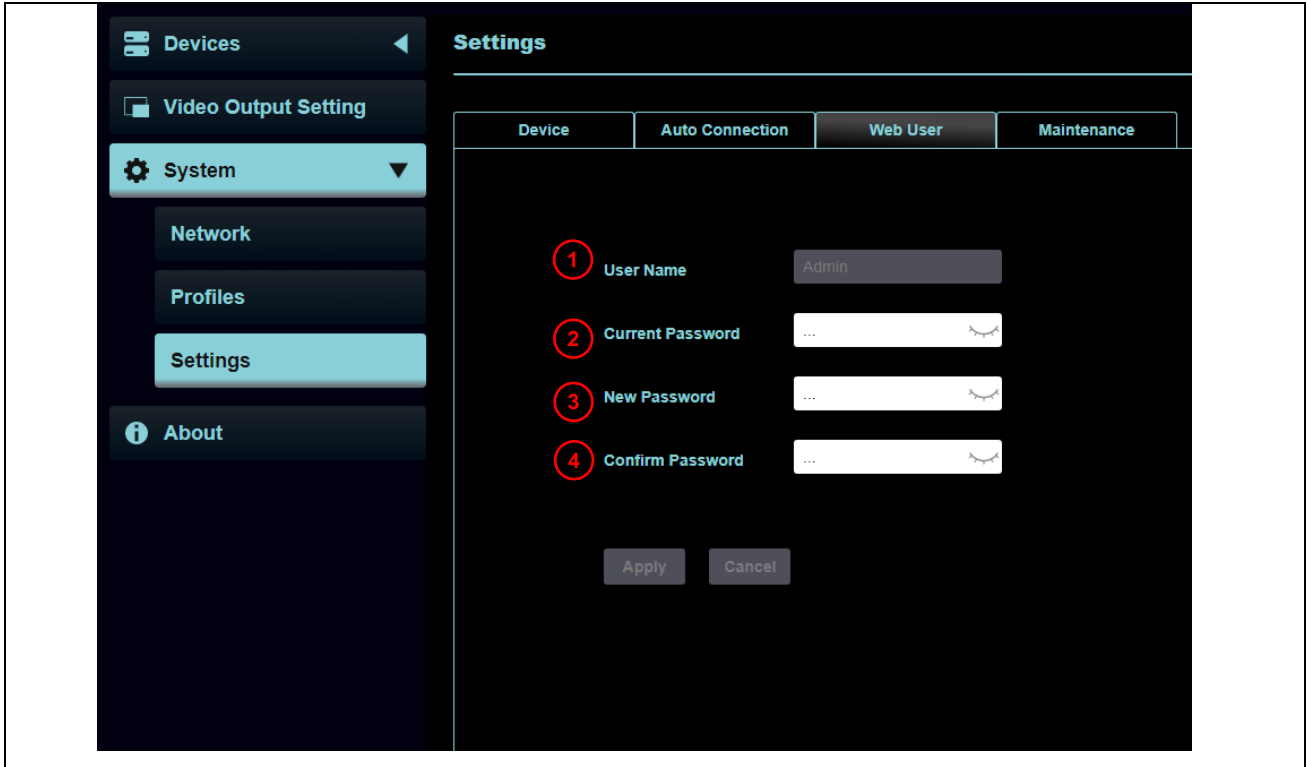 Devices
Video Output Setting
System
Network
Profiles
Settings
About
Settings
Device
Auto Connection
Web User
Maintenance
1 User Name Admin
2 Current Password ...
3 New Password ...
4 Confirm Password ...
Apply Cancel